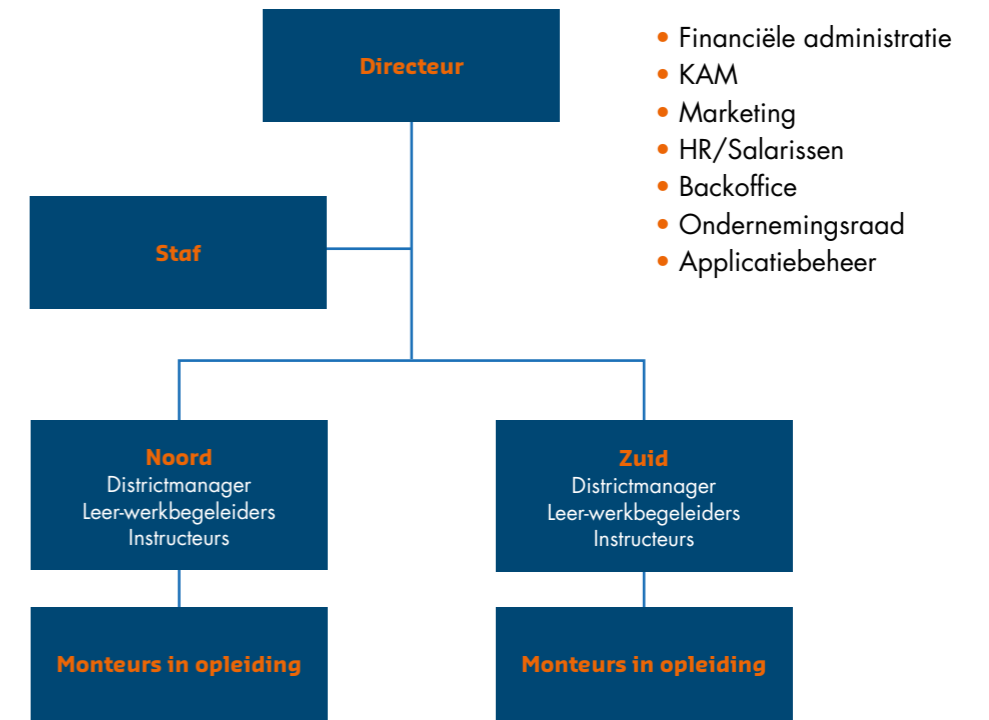 Directeur
• Financiële administratie
• KAM
• Marketing
• HR/Salarissen
• Backoffice
• Ondernemingsraad
• Applicatiebeheer
Staf
Noord
Districtmanager
Leer-werkbegeleiders
Instructeurs
Zuid
Districtmanager
Leer-werkbegeleiders
Instructeurs
Monteurs in opleiding
Monteurs in opleiding